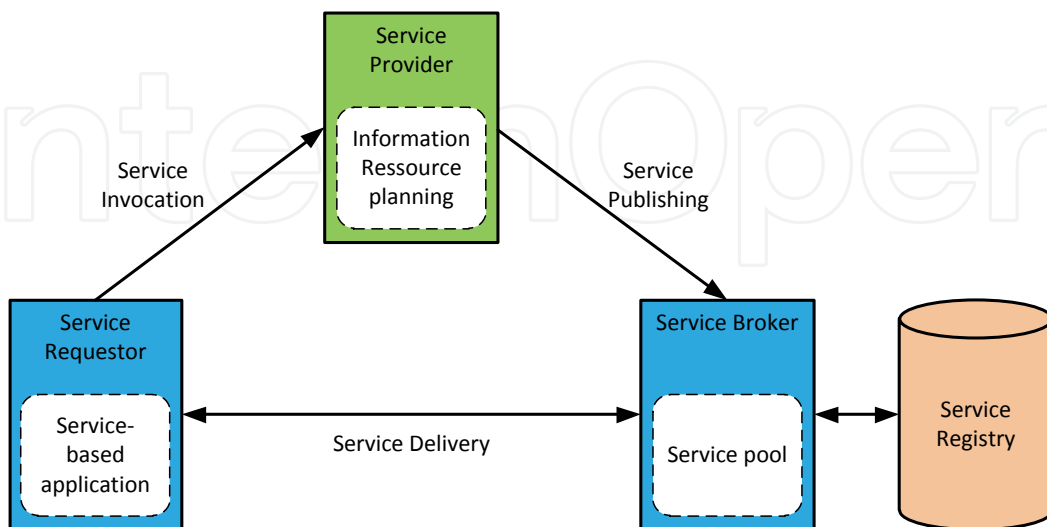 Service
Provider
Information
Ressource
planning
Service
Invocation
Service
Publishing
Service
Requestor
Service-
based
application
Service Delivery
Service Broker
Service pool
Service
Registry
ntechOpen